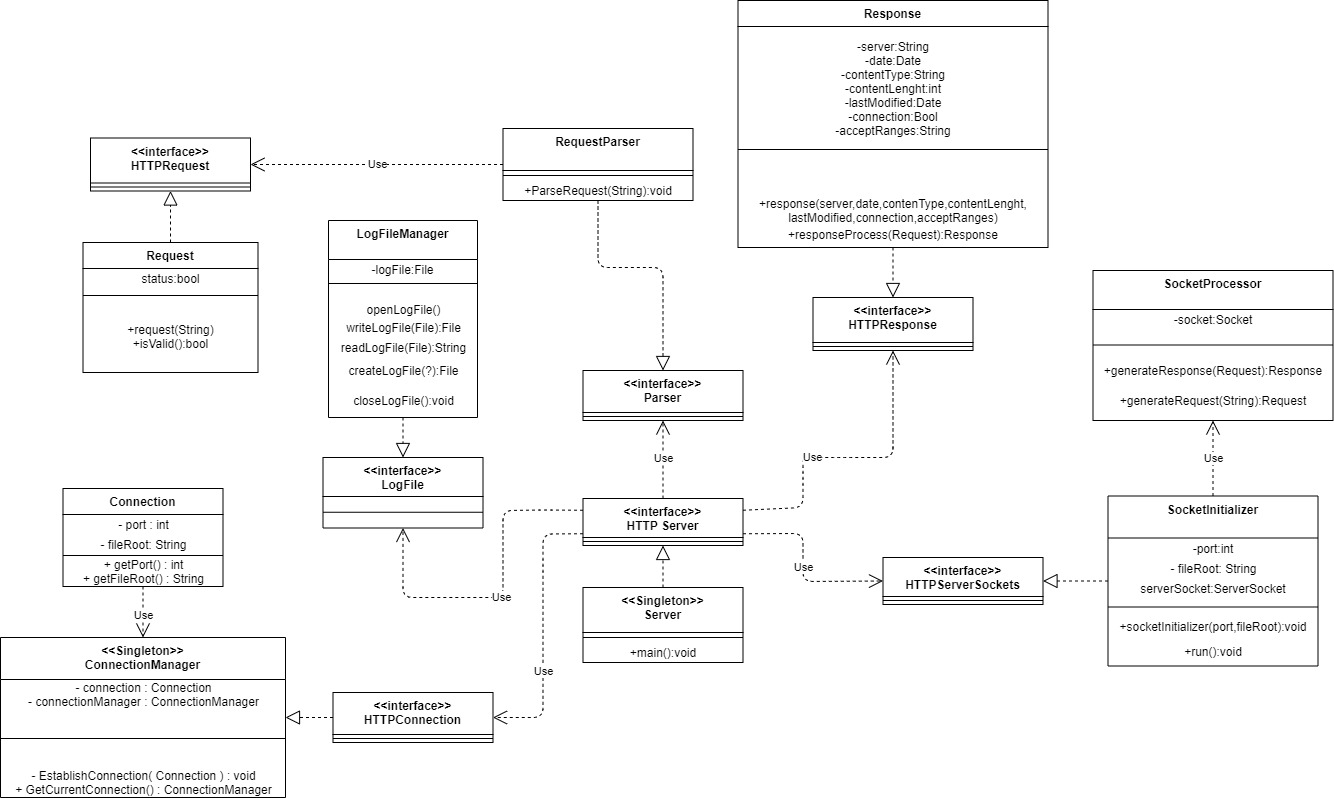 Response
-server:String
-date:Date
-contentType:String
-contentLenght:int
-lastModified:Date
-connection:Bool
-acceptRanges:String
+response(server,date,contenType,contentLenght,
lastModified,connection,acceptRanges)
+responseProcess(Request):Response
<<interface>>
HTTPRequest
Use
RequestParser
+ParseRequest(String):void
Request
status:bool
+request(String)
+isValid():bool
LogFileManager
-logFile:File
openLogFile()
writeLogFile(File):File
readLogFile(File):String
createLogFile(?):File
closeLogFile():void
<<interface>>
HTTPResponse
SocketProcessor
-socket:Socket
+generateResponse(Request):Response
+generateRequest(String):Request
<<interface>>
Parser
Use
Use
Use
<<interface>>
LogFile
Connection
- port : int
- fileRoot: String
+ getPort() : int
+ getFileRoot() : String
Use
<<interface>>
HTTP Server
Use
Use
SocketInitializer
-port:int
- fileRoot: String
serverSocket:ServerSocket
+socketInitializer(port,fileRoot):void
+run():void
<<interface>>
HTTPServerSockets
<<Singleton>>
Server
+main():void
<<Singleton>>
ConnectionManager
- connection : Connection
- connectionManager : ConnectionManager
- EstablishConnection( Connection ) : void
+ GetCurrentConnection() : ConnectionManager
Use
<<interface>>
HTTPConnection